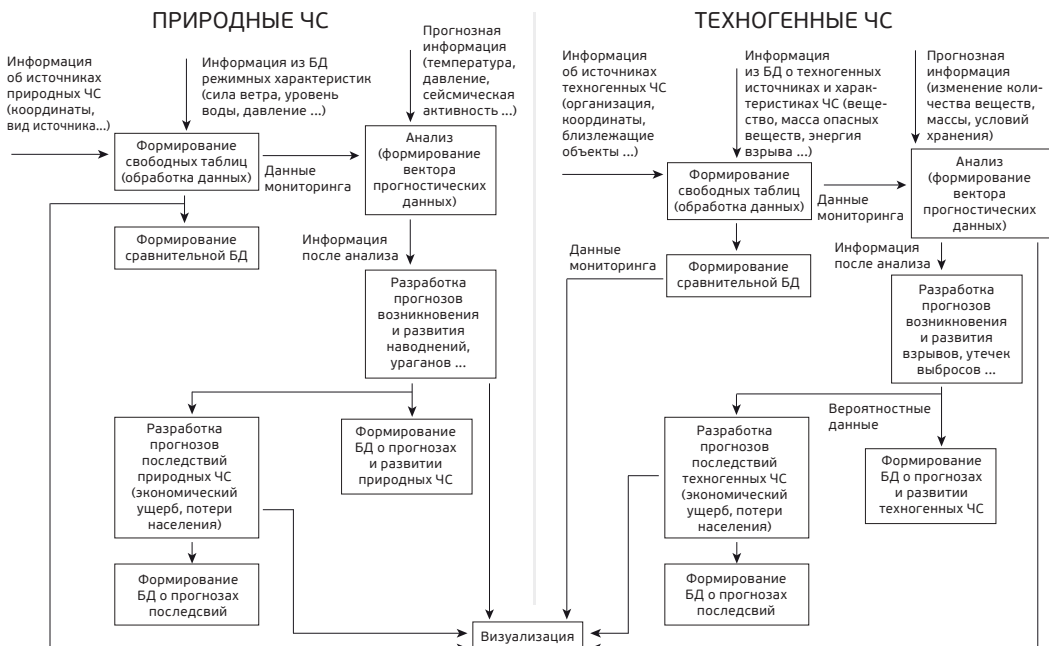 ПРИРОДНЫЕ ЧС
Информация
об источниках
природных ЧС
(координаты,
вид источника...)
Информация из БД
режимных характеристик
(сила ветра, уровень
воды, давление ...)
Прогнозная
информация
(температура,
давление,
сейсмическая
активность ...)
Формирование
свободных таблиц
(обработка данных)
Данные
мониторинга
Анализ
(формирование
вектора
прогностических
данных)
Формирование
сравнительной БД
Информация
после анализа
Разработка
прогнозов
возникновения
и развития
наводнений,
ураганов ...
Разработка
прогнозов
последствий
природных ЧС
(экономический
ущерб, потери
населения)
Формирование
БД о прогнозах
и развитии
природных ЧС
Формирование
БД о прогнозах
последсвий
ТЕХНОГЕННЫЕ ЧС
Информация
об источниках
техногенных ЧС
(организация,
координаты,
близлежащие
объекты ...)
Информация
из БД о техногенных
источниках и харак-
теристиках ЧС (веще-
ство, масса опасных
веществ, энергия
взрыва ...)
Прогнозная
информация
(изменение коли-
чества веществ,
массы, условий
хранения)
Формирование
свободных таблиц
(обработка данных)
Данные
мониторинга
Анализ
(формирование
вектора
прогностических
данных)
Данные
мониторинга
Формирование
сравнительной БД
Информация
после анализа
Разработка
прогнозов
возникновения
и развития
взрывов, утечек
выбросов ...
Вероятностные
данные
Разработка
прогнозов
последствий
техногенных ЧС
(экономический
ущерб, потери
населения)
Формирование
БД о прогнозах
и развитии
техногенных ЧС
Формирование
БД о прогнозах
последсвий
Визуализация